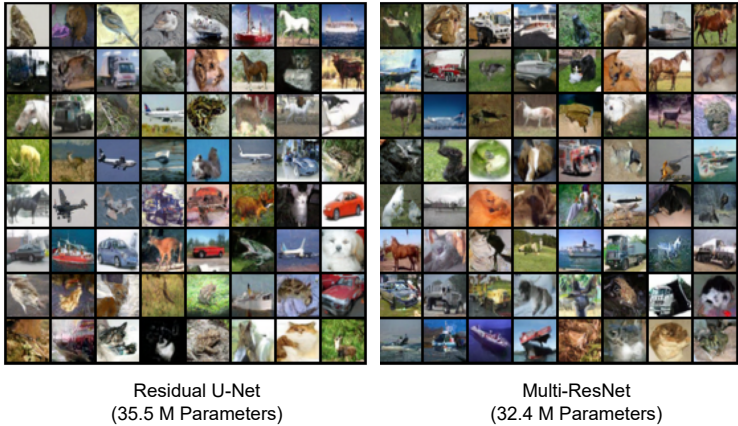 Residual U-Net
(35.5 M Parameters)
Multi-ResNet
(32.4 M Parameters)